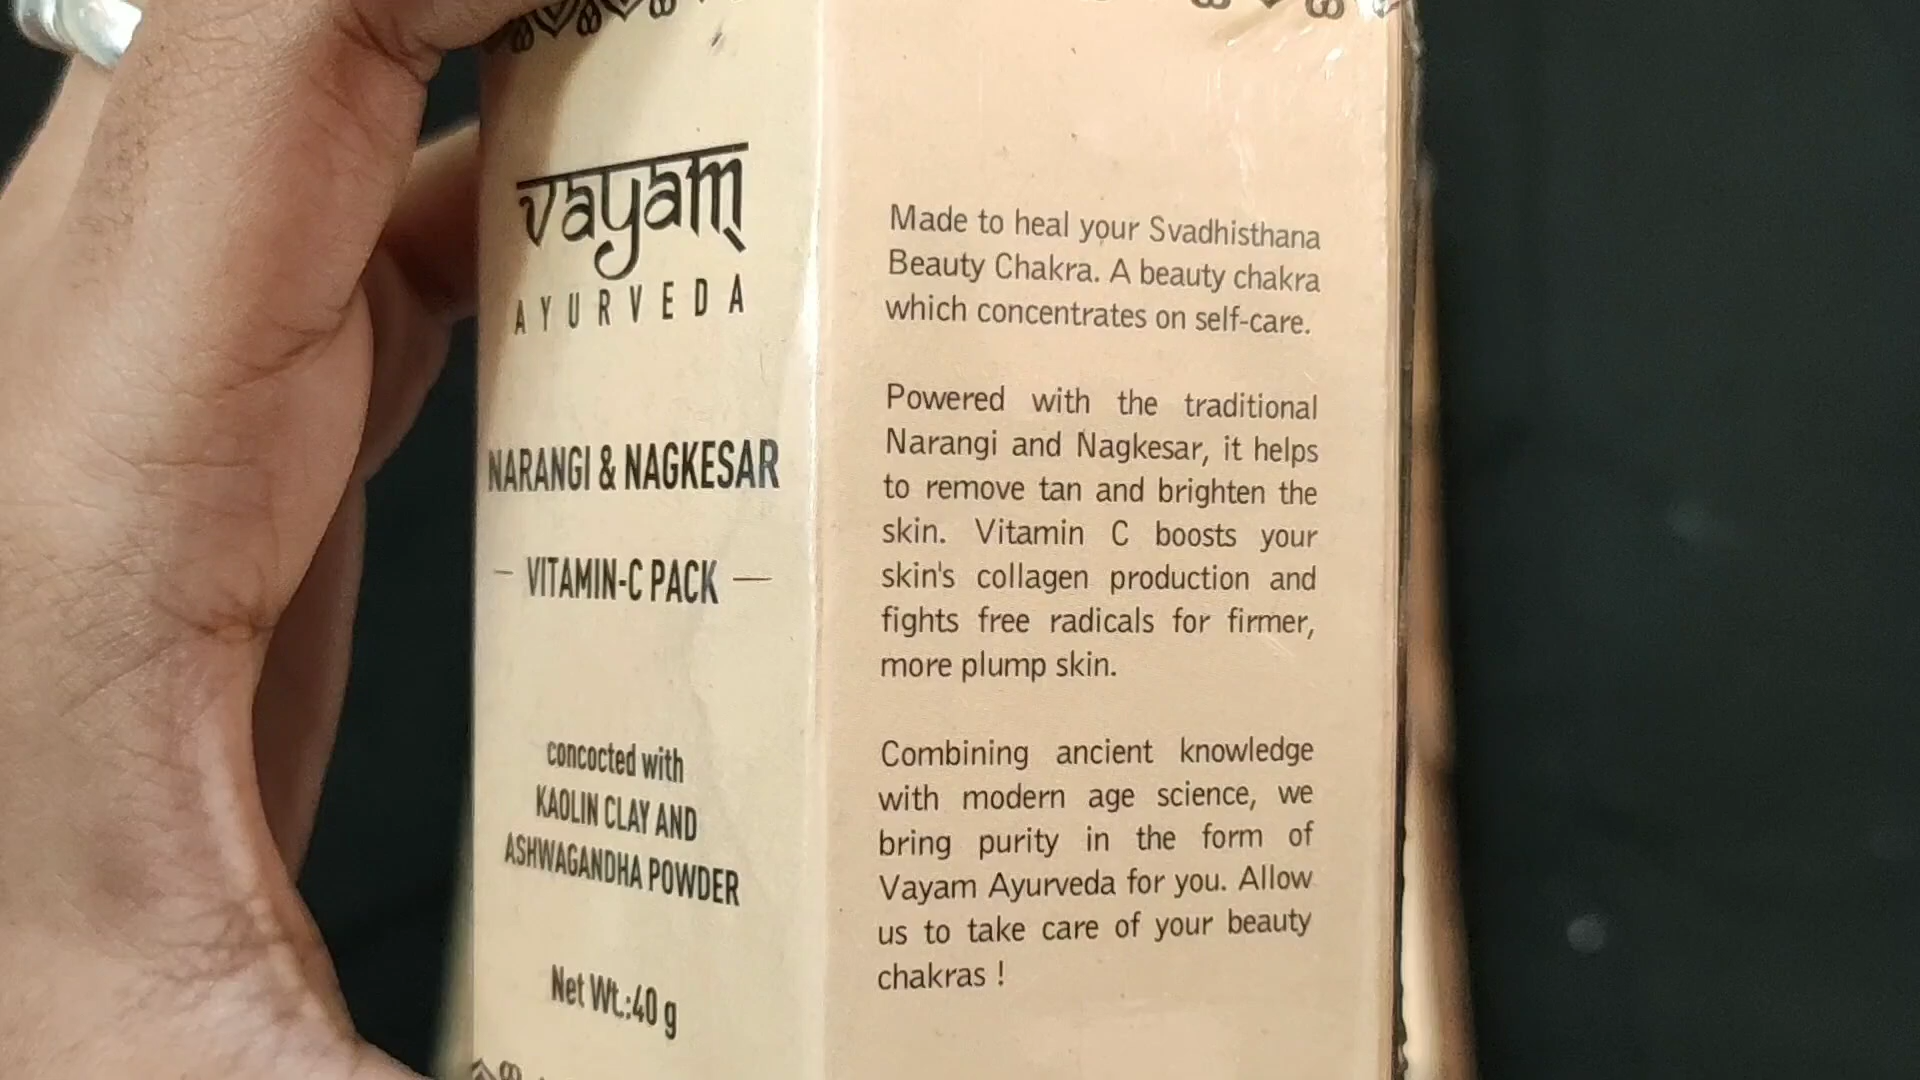 vayam
AYURVEDA
NARANGI & NAGKESAR
– VITAMIN-C PACK —
concocted with
KAOLIN CLAY AND
ASHWAGANDHA POWDER
Net Wt.:40 g
Made to heal your Svadhisthana
Beauty Chakra. A beauty chakra
which concentrates on self-care.
Powered with the traditional
Narangi and Nagkesar, it helps
to remove tan and brighten the
skin. Vitamin C boosts your
skin's collagen production and
fights free radicals for firmer,
more plump skin.
Combining ancient knowledge
with modern age science, we
bring purity in the form of
Vayam Ayurveda for you. Allow
us to take care of your beauty
chakras !